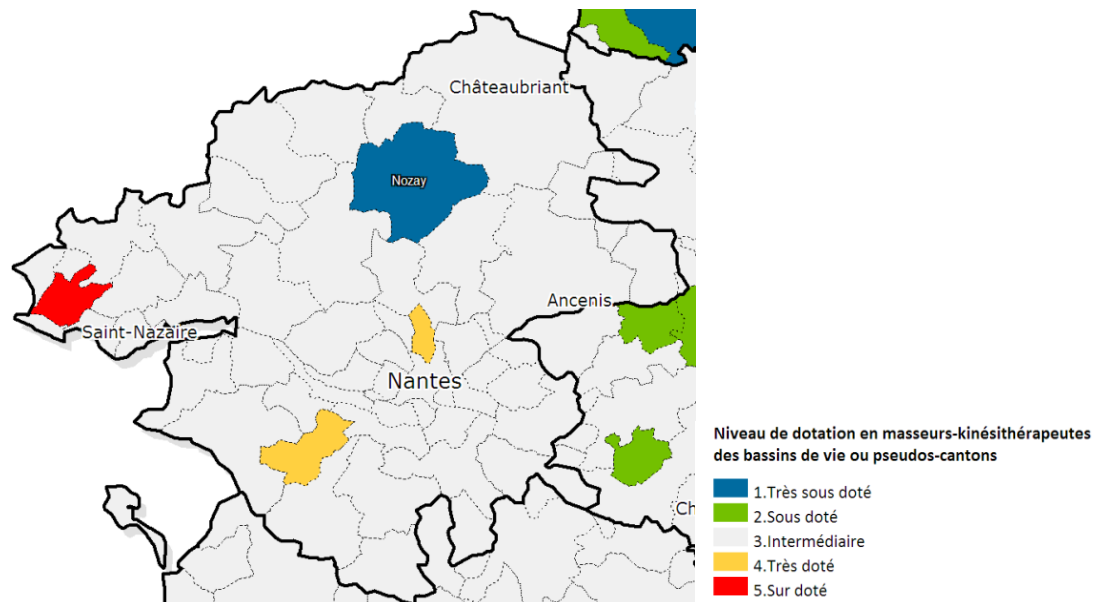 Châteaubriant
Nozay
Ancenis
Saint-Nazaire
Nantes
Ch
Niveau de dotation en masseurs-kinésithérapeutes
des bassins de vie ou pseudos-cantons
1.Très sous doté
2.Sous doté
3.Intermédiaire
4.Très doté
5.Sur doté